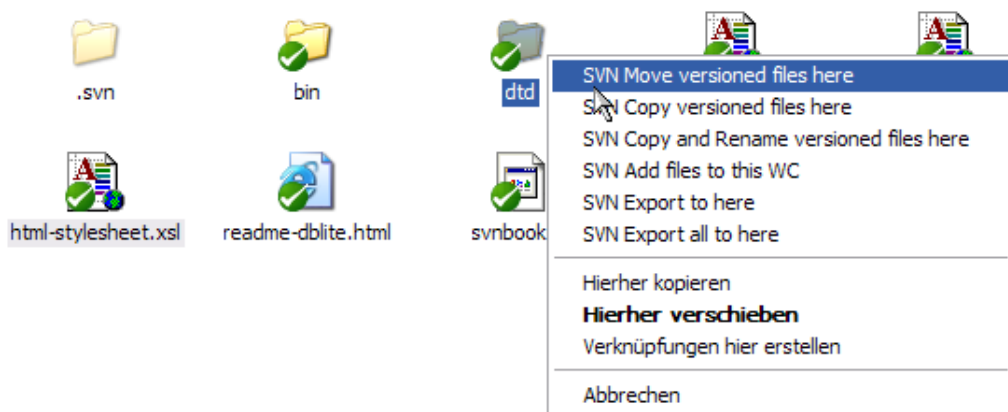 .svn
bin
dtd
SVN Move versioned files here
SVN Copy versioned files here
SVN Copy and Rename versioned files here
SVN Add files to this WC
SVN Export to here
SVN Export all to here
html-stylesheet.xsl
readme-dblite.html
svnbook
Hierher kopieren
Hierher verschieben
Verknüpfungen hier erstellen
Abbrechen